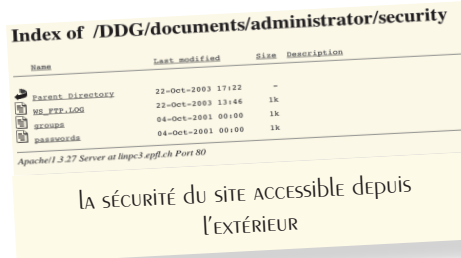 Index of /DDG/documents/administrator/security
Name Last modified Size Description
Parent Directory 22-Oct-2003 17:22 -
WS_FTP.LOG 22-Oct-2003 13:46 1k
groups 04-Oct-2001 00:00 1k
passwords 04-Oct-2001 00:00 1k
Apache/1.3.27 Server at linpc3.epfl.ch Port 80
la sécurité du site accessible depuis
l'extérieur